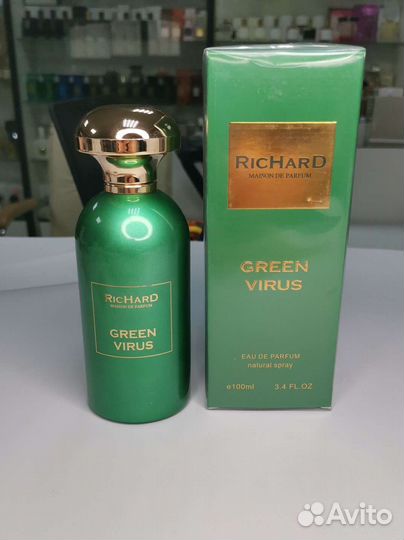 RicHarD
MAISON DE PARFUM
GREEN
VIRUS
RicHarD
MAISON DE PARFUM
GREEN
VIRUS
EAU DE PARFUM
natural spray
e100ml 3.4 FL.OZ
Avito